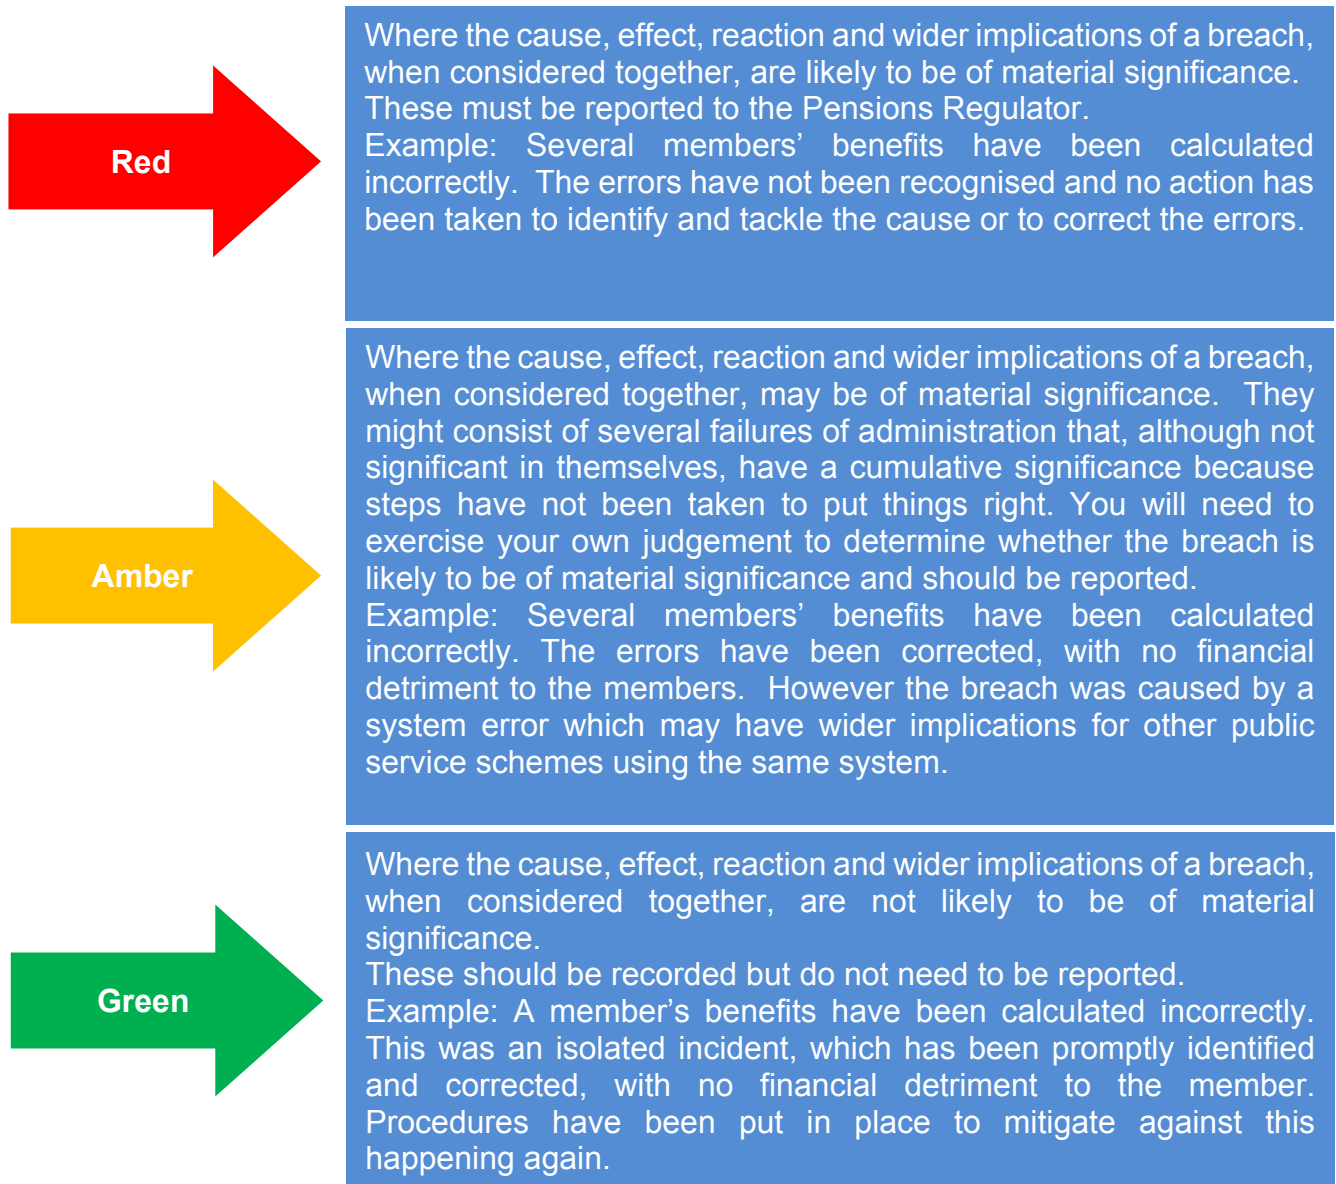 Red
Where the cause, effect, reaction and wider implications of a breach,
when considered together, are likely to be of material significance.
These must be reported to the Pensions Regulator.
Example: Several members’ benefits have been calculated
incorrectly. The errors have not been recognised and no action has
been taken to identify and tackle the cause or to correct the errors.
Amber
Where the cause, effect, reaction and wider implications of a breach,
when considered together, may be of material significance. They
might consist of several failures of administration that, although not
significant in themselves, have a cumulative significance because
steps have not been taken to put things right. You will need to
exercise your own judgement to determine whether the breach is
likely to be of material significance and should be reported.
Example: Several members’ benefits have been calculated
incorrectly. The errors have been corrected, with no financial
detriment to the members. However the breach was caused by a
system error which may have wider implications for other public
service schemes using the same system.
Green
Where the cause, effect, reaction and wider implications of a breach,
when considered together, are not likely to be of material
significance.
These should be recorded but do not need to be reported.
Example: A member’s benefits have been calculated incorrectly.
This was an isolated incident, which has been promptly identified
and corrected, with no financial detriment to the member.
Procedures have been put in place to mitigate against this
happening again.